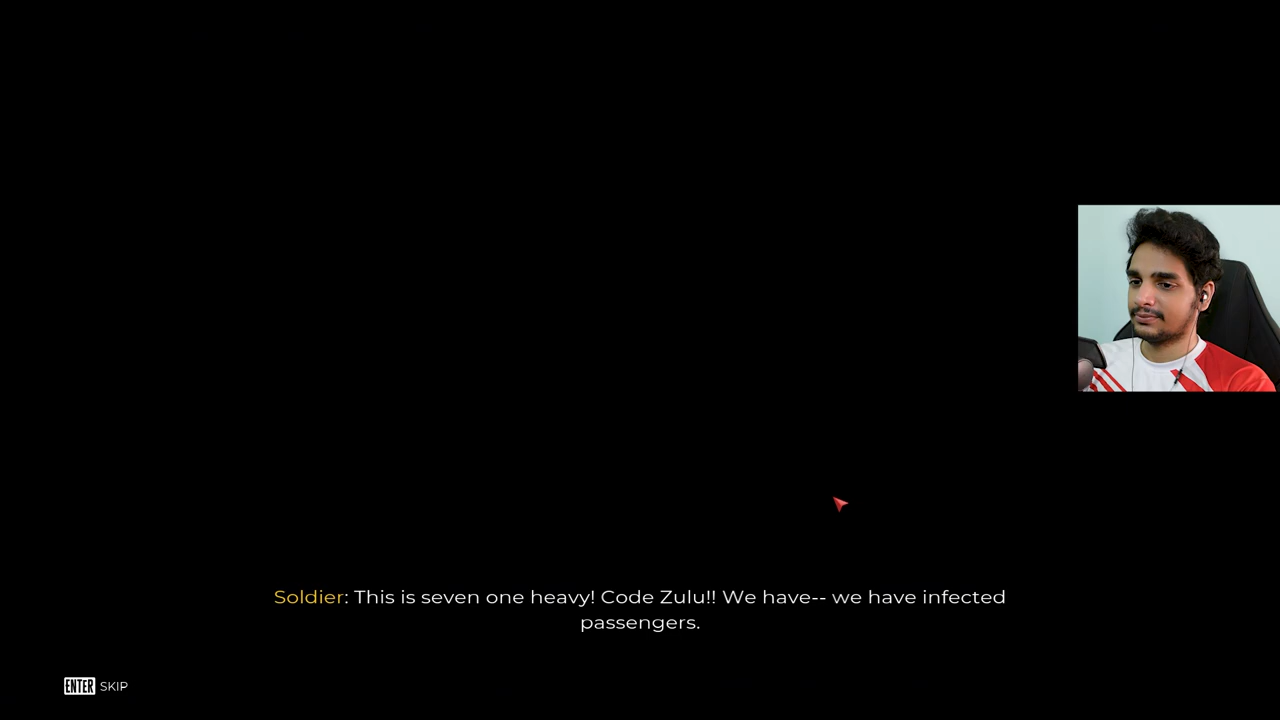 Soldier: This is seven one heavy! Code Zulu!! We have-- we have infected
passengers.
ENTER SKIP